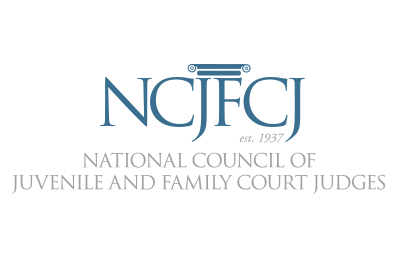 NCJFCJ
est. 1937
NATIONAL COUNCIL OF
JUVENILE AND FAMILY COURT JUDGES